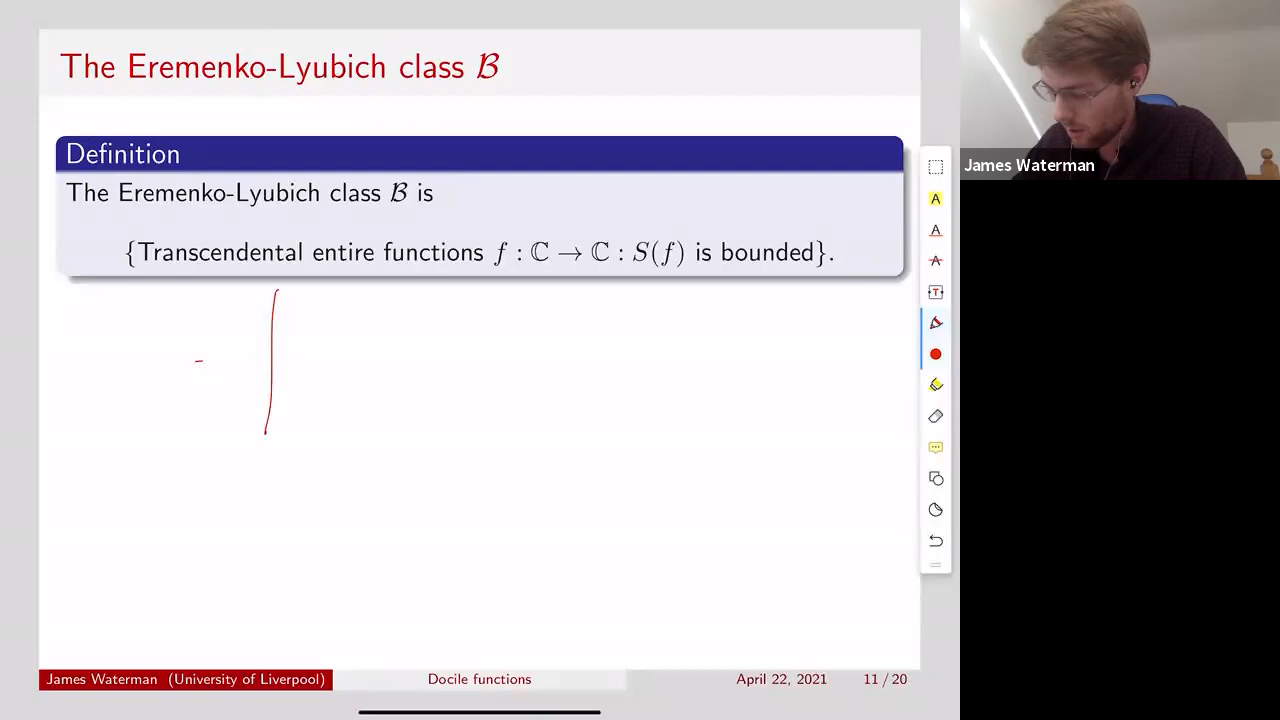 The Eremenko-Lyubich class ℬ
Definition
The Eremenko-Lyubich class ℬ is
{Transcendental entire functions f : ℂ → ℂ : S(f) is bounded}.
James Waterman
A
A
A
T
James Waterman (University of Liverpool) Docile functions April 22, 2021 11 / 20